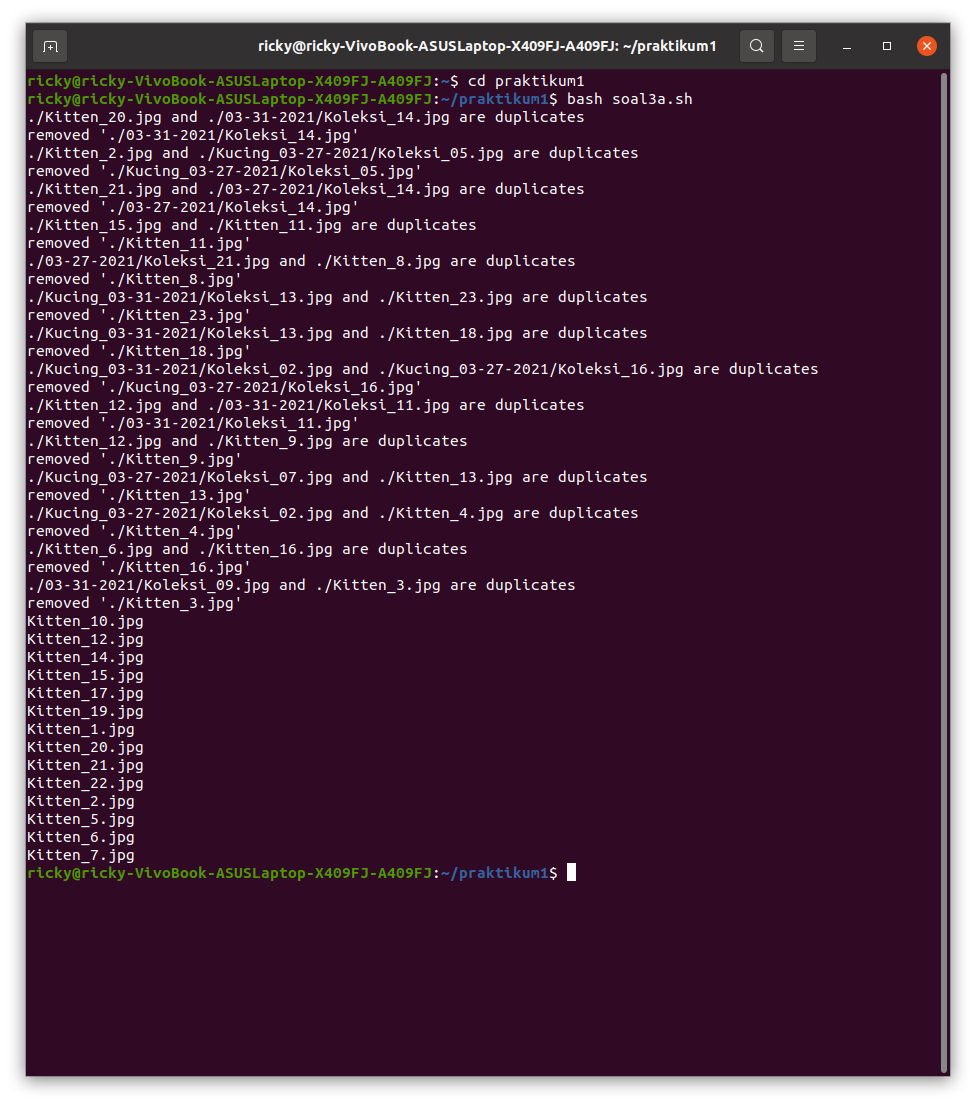 ricky@ricky-VivoBook-ASUSLaptop-X409FJ-A409FJ: ~/praktikum1
ricky@ricky-VivoBook-ASUSLaptop-X409FJ-A409FJ:~$ cd praktikum1
ricky@ricky-VivoBook-ASUSLaptop-X409FJ-A409FJ:~/praktikum1$ bash soal3a.sh
./Kitten_20.jpg and ./03-31-2021/Koleksi_14.jpg are duplicates
removed './03-31-2021/Koleksi_14.jpg'
./Kitten_2.jpg and ./Kucing_03-27-2021/Koleksi_05.jpg are duplicates
removed './Kucing_03-27-2021/Koleksi_05.jpg'
./Kitten_21.jpg and ./03-27-2021/Koleksi_14.jpg are duplicates
removed './03-27-2021/Koleksi_14.jpg'
./Kitten_15.jpg and ./Kitten_11.jpg are duplicates
removed './Kitten_11.jpg'
./03-27-2021/Koleksi_21.jpg and ./Kitten_8.jpg are duplicates
removed './Kitten_8.jpg'
./Kucing_03-31-2021/Koleksi_13.jpg and ./Kitten_23.jpg are duplicates
removed './Kitten_23.jpg'
./Kucing_03-31-2021/Koleksi_13.jpg and ./Kitten_18.jpg are duplicates
removed './Kitten_18.jpg'
./Kucing_03-31-2021/Koleksi_02.jpg and ./Kucing_03-27-2021/Koleksi_16.jpg are duplicates
removed './Kucing_03-27-2021/Koleksi_16.jpg'
./Kitten_12.jpg and ./03-31-2021/Koleksi_11.jpg are duplicates
removed './03-31-2021/Koleksi_11.jpg'
./Kitten_12.jpg and ./Kitten_9.jpg are duplicates
removed './Kitten_9.jpg'
./Kucing_03-27-2021/Koleksi_07.jpg and ./Kitten_13.jpg are duplicates
removed './Kitten_13.jpg'
./Kucing_03-27-2021/Koleksi_02.jpg and ./Kitten_4.jpg are duplicates
removed './Kitten_4.jpg'
./Kitten_6.jpg and ./Kitten_16.jpg are duplicates
removed './Kitten_16.jpg'
./03-31-2021/Koleksi_09.jpg and ./Kitten_3.jpg are duplicates
removed './Kitten_3.jpg'
Kitten_10.jpg
Kitten_12.jpg
Kitten_14.jpg
Kitten_15.jpg
Kitten_17.jpg
Kitten_19.jpg
Kitten_1.jpg
Kitten_20.jpg
Kitten_21.jpg
Kitten_22.jpg
Kitten_2.jpg
Kitten_5.jpg
Kitten_6.jpg
Kitten_7.jpg
ricky@ricky-VivoBook-ASUSLaptop-X409FJ-A409FJ:~/praktikum1$